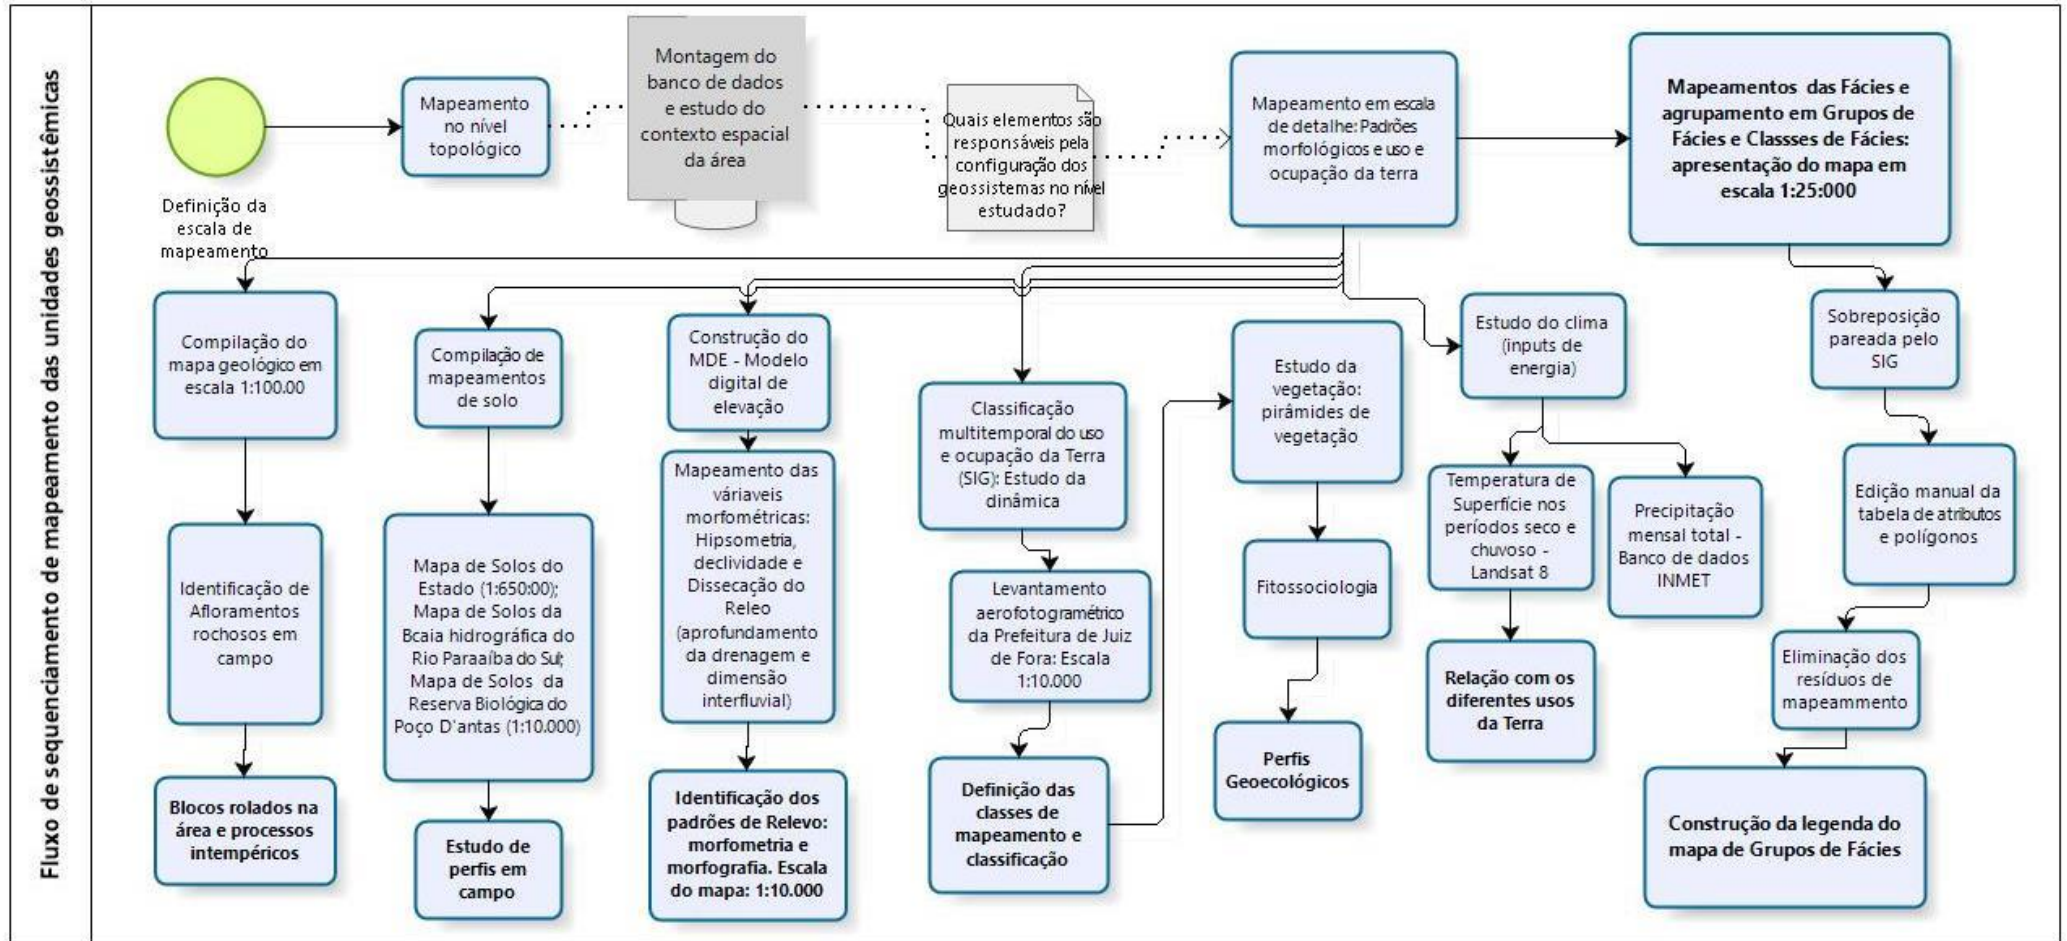 Fluxo de sequenciamento de mapeamento das unidades geossistêmicas
Definição da
escala de
mapeamento
Mapeamento
no nível
topológico
Montagem do
banco de dados
e estudo do
contexto espacial
da área
Quais elementos são
responsáveis pela
configuração dos
geossistemas no nível
estudado?
Mapeamento em escala
de detalhe: Padrões
morfológicos e uso e
ocupação da terra
Mapeamentos das Fácies e
agrupamento em Grupos de
Fácies e Classses de Fácies:
apresentação do mapa em
escala 1:25:000
Compilação do
mapa geológico em
escala 1:100.00
Identificação de
Afloramentos
rochosos em
campo
Blocos rolados na
área e processos
intempéricos
Compilação de
mapeamentos
de solo
Mapa de Solos do
Estado (1:650:00);
Mapa de Solos da
Bcaia hidrográfica do
Rio Paraaíba do Sul;
Mapa de Solos da
Reserva Biológica do
Poço D'antas (1:10.000)
Estudo de
perfis em
campo
Construção do
MDE - Modelo
digital de
elevação
Mapeamento das
váriaveis
morfométricas:
Hipsometria,
declividade e
Dissecação do
Releo
(aprofundamento
da drenagem e
dimensão
interfluvial)
Identificação dos
padrões de Relevo:
morfometria e
morfografia. Escala
do mapa: 1:10.000
Classificação
multitemporal do uso
e ocupação da Terra
(SIG): Estudo da
dinâmica
Levantamento
aerofotogramétrico
da Prefeitura de Juiz
de Fora: Escala
1:10.000
Definição das
classes de
mapeamento e
classificação
Estudo da
vegetação:
pirâmides de
vegetação
Fitossociologia
Perfis
Geoecológicos
Estudo do clima
(inputs de
energia)
Temperatura de
Superfície nos
períodos seco e
chuvoso -
Landsat 8
Relação com os
diferentes usos
da Terra
Precipitação
mensal total -
Banco de dados
INMET
Sobreposição
pareada pelo
SIG
Edição manual da
tabela de atributos
e polígonos
Eliminação dos
resíduos de
mapeammento
Construção da legenda do
mapa de Grupos de Fácies